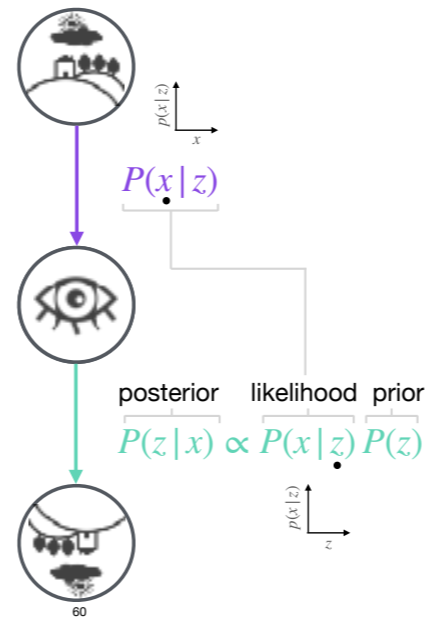 p(x|z)
x
P(x|z)
posterior likelihood prior
P(z|x) ∝ P(x|z) P(z)
p(x|z)
z
60